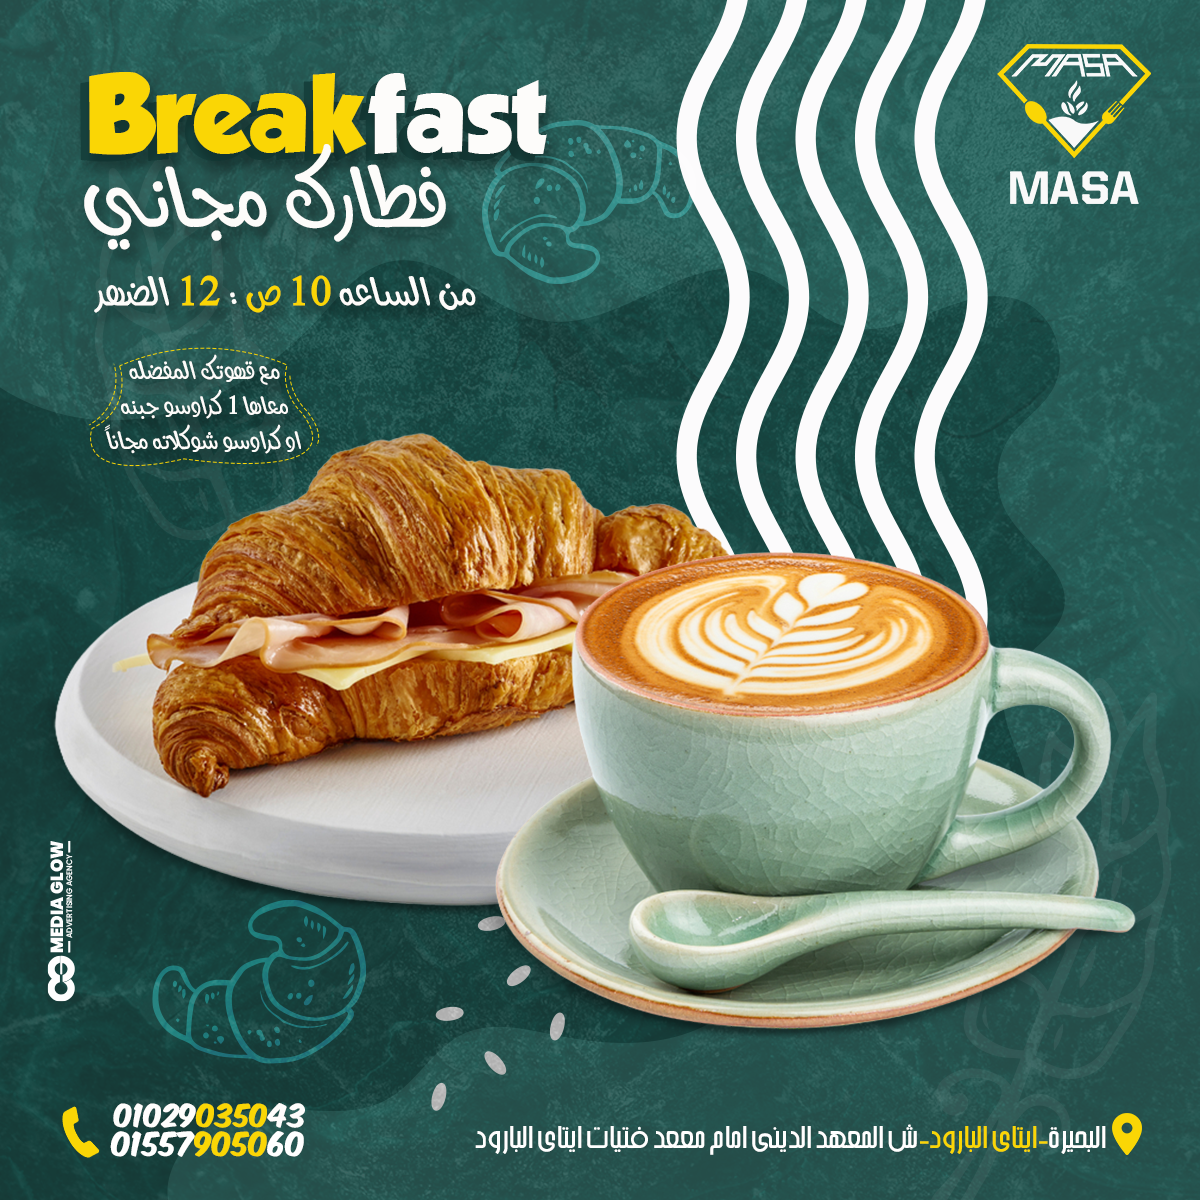 MASA
MASA
Breakfast
فطارك مجاني
من الساعه 10 ص : 12 الضهر
مع قهوتك المفضله
معاها 1 كراوسو جبنه
او كراوسو شوكلاته مجاناً
MEDIA GLOW
ADVERTISING AGENCY
01029035043
01557905060
البحيرة-ايتاى البارود-ش المعهد الدينى امام معهد فتيات ايتاى البارود